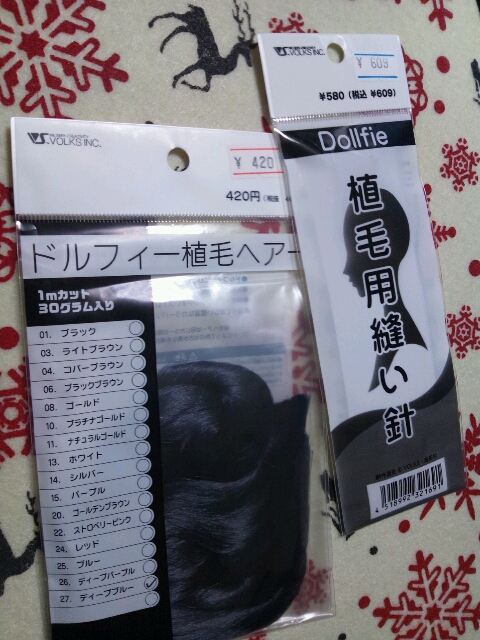 VOLKS INC.
¥ 420
420円
ドルフィー植毛ヘアー
1mカット
30グラム入り
01. ブラック
03. ライトブラウン
04. コパーブラウン
06. ブラックブラウン
08. ゴールド
10. プラチナゴールド
11. ナチュラルゴールド
13. ホワイト
14. シルバー
15. パープル
20. ゴールデンブラウン
22. ストロベリーピンク
24. レッド
25. ブルー
26. ディープパープル
27. ディープブルー
VOLKS INC.
¥ 609
¥580 (税込 ¥609)
Dollfie
植毛用縫い針
4 518992 321691